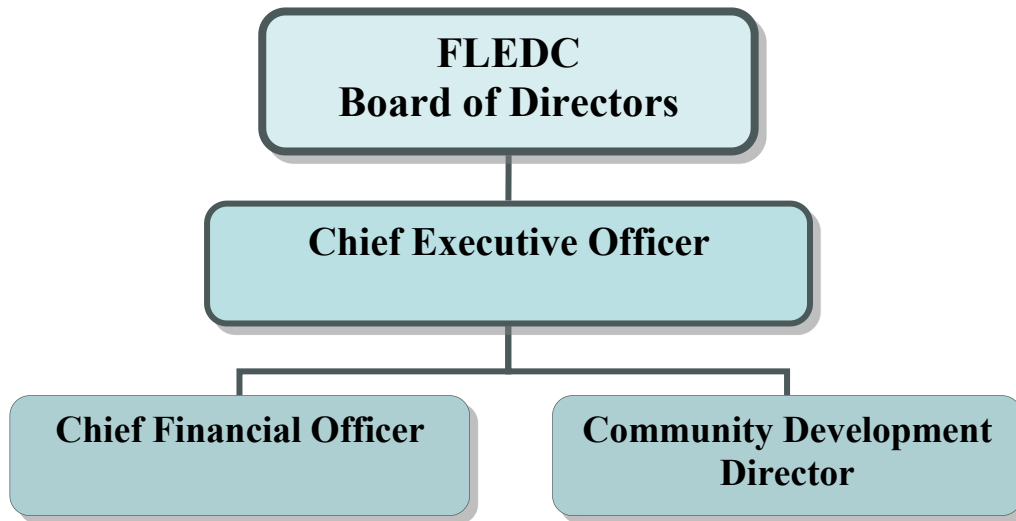 FLEDC
Board of Directors
Chief Executive Officer
Chief Financial Officer
Community Development
Director